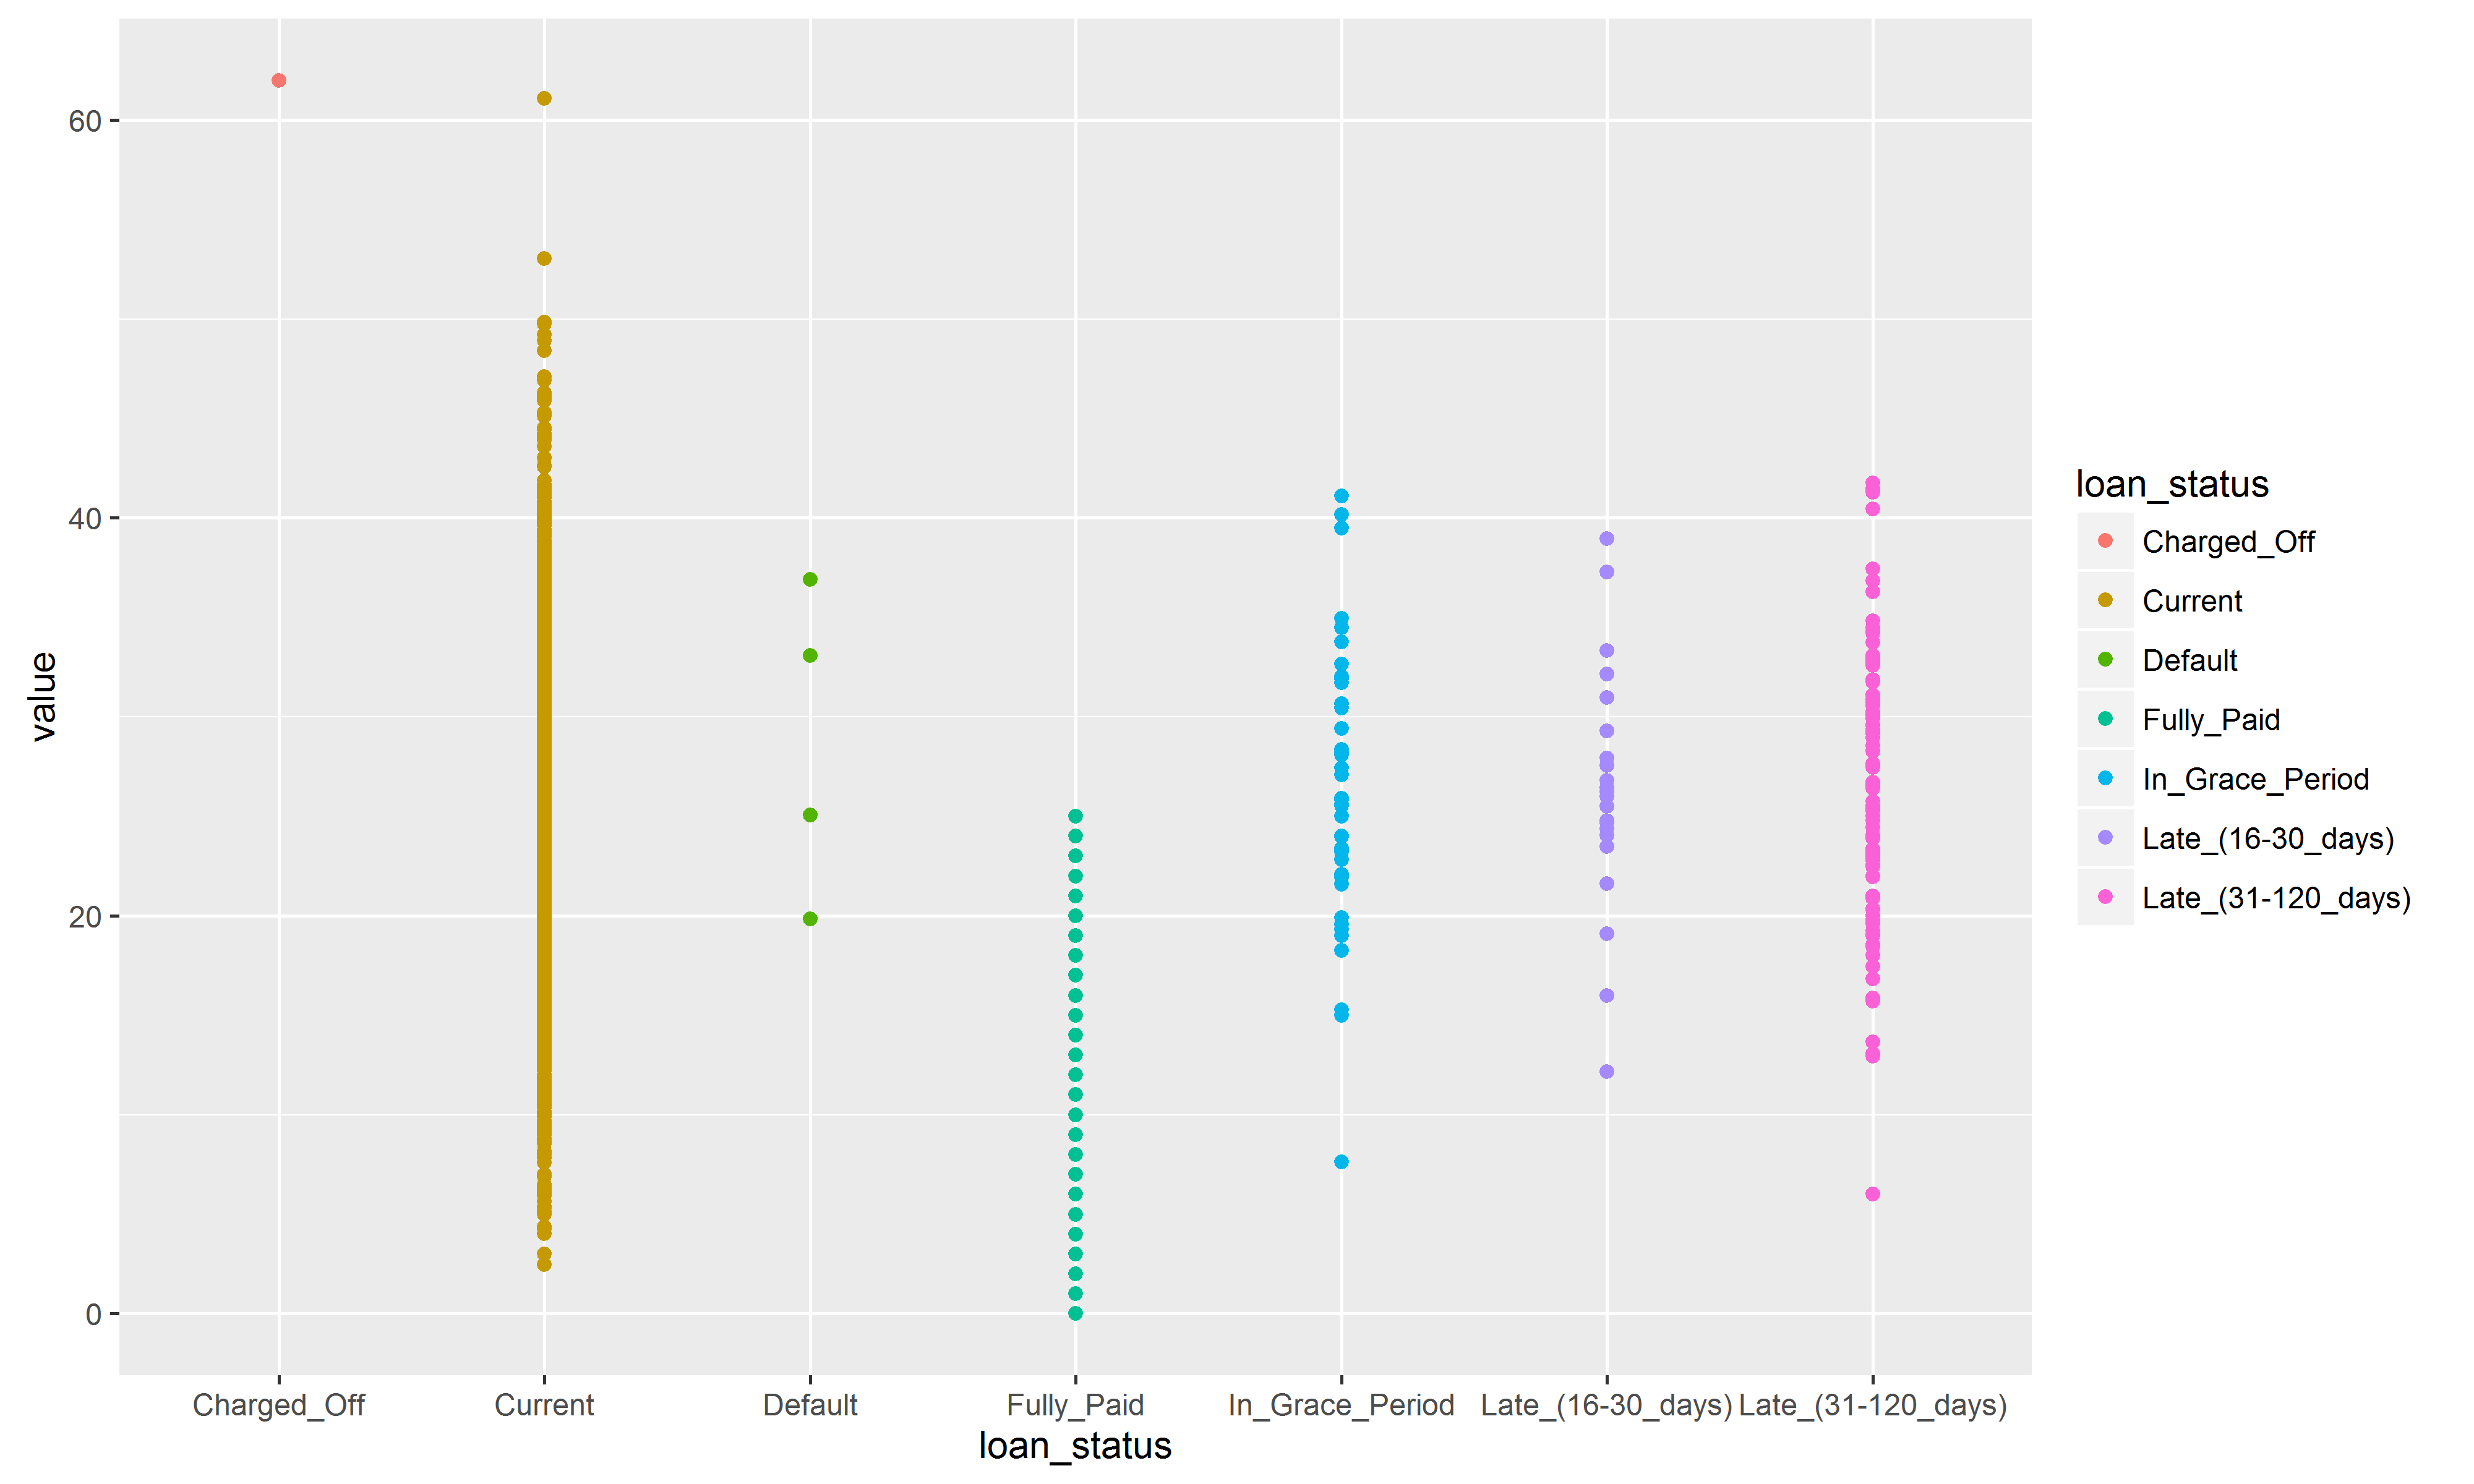 60
40
20
0
value
Charged_Off
Current
Default
Fully_Paid
In_Grace_Period
Late_(16-30_days)
Late_(31-120_days)
loan_status
loan_status
Charged_Off
Current
Default
Fully_Paid
In_Grace_Period
Late_(16-30_days)
Late_(31-120_days)